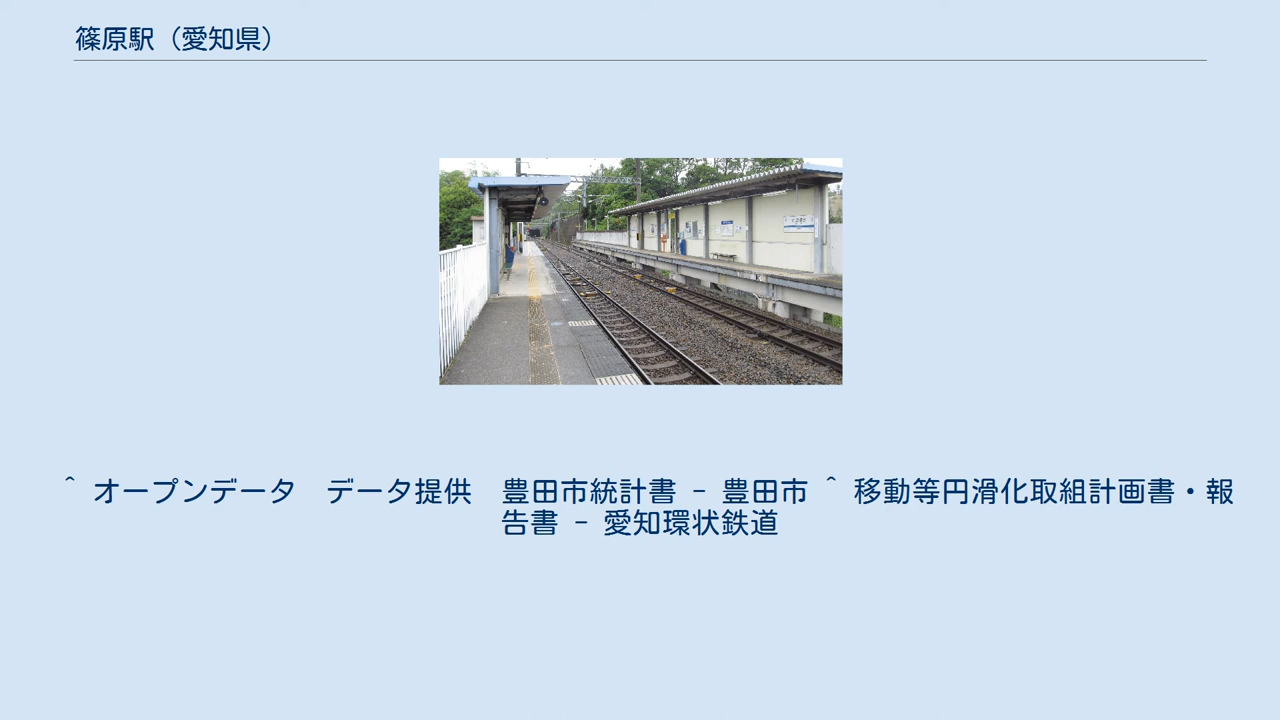 篠原駅（愛知県）
^ オープンデータ　データ提供　豊田市統計書 - 豊田市 ^ 移動等円滑化取組計画書・報
告書 - 愛知環状鉄道